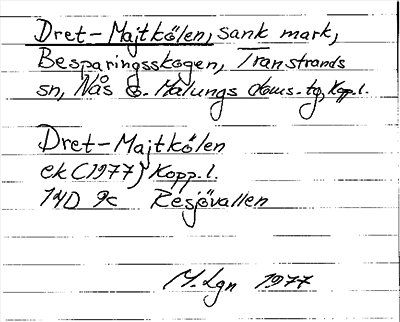 Dret-Majtkölen, sank mark,
Besparingsskogen, Transtrands
sn, Nås o. Malungs doms.tg, Kopp.l.
Dret-Majtkölen
ek (1977) Kopp.l.
14D 9c Resjövallen
M. Lgn 1977